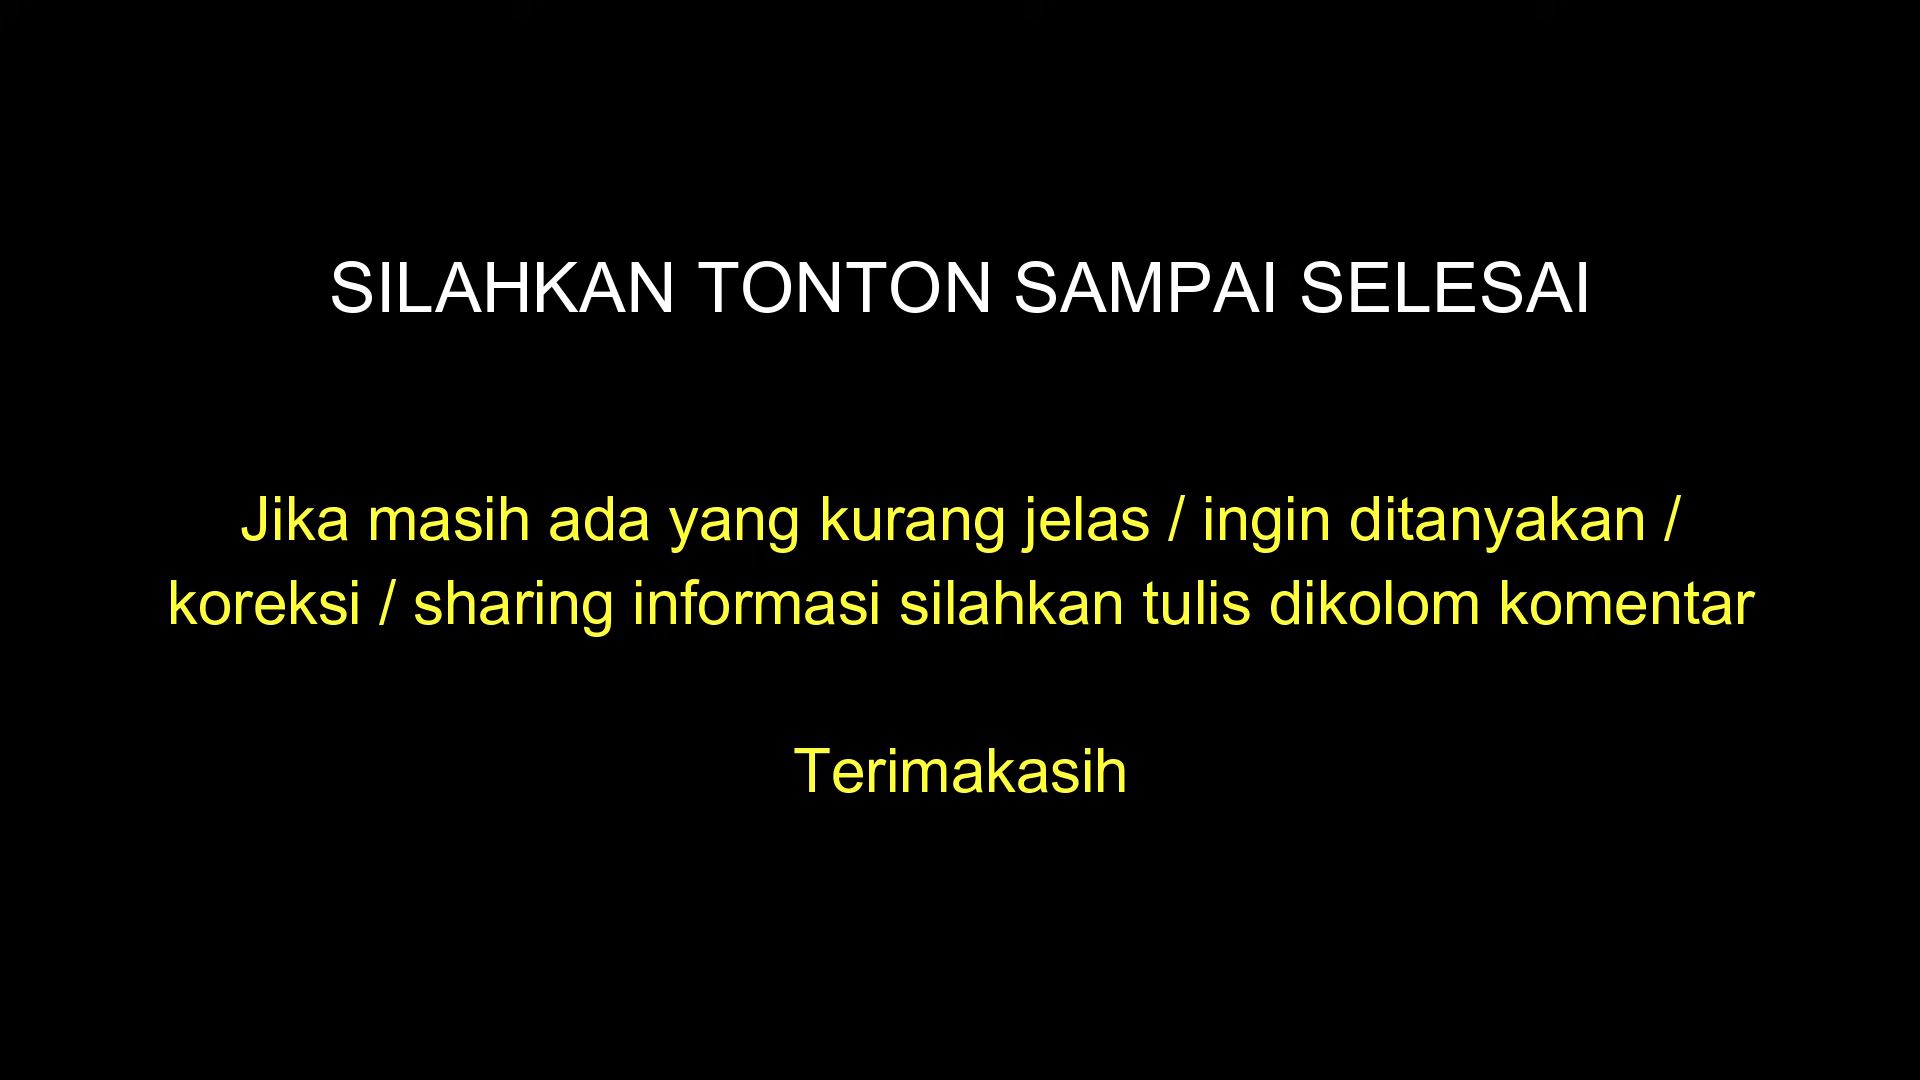 SILAHKAN TONTON SAMPAI SELESAI
Jika masih ada yang kurang jelas / ingin ditanyakan /
koreksi / sharing informasi silahkan tulis dikolom komentar
Terimakasih